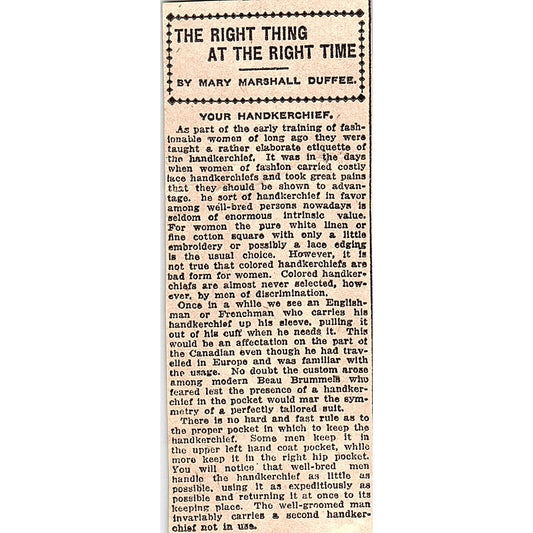 THE RIGHT THING
AT THE RIGHT TIME
BY MARY MARSHALL DUFFEE.
YOUR HANDKERCHIEF.
As part of the early training of fash-
ionable women of long ago they were
taught a rather elaborate etiquette of
the handkerchief. It was in the days
when women of fashion carried costly
lace handkerchiefs and took great pains
that they should be shown to advan-
tage. he sort of handkerchief in favor
among well-bred persons nowadays is
seldom of enormous intrinsic value.
For women the pure white linen or
fine cotton square with only a little
embroidery or possibly a lace edging
is the usual choice. However, it is
not true that colored handkerchiefs are
bad form for women. Colored handker-
chiefs are almost never selected, how-
ever, by men of discrimination.
Once in a while we see an English-
man or Frenchman who carries his
handkerchief up his sleeve, pulling it
out of his cuff when he needs it. This
would be an affectation on the part of
the Canadian even though he had trav-
elled in Europe and was familiar with
the usage. No doubt the custom arose
among modern Beau Brummels who
feared lest the presence of a handker-
chief in the pocket would mar the sym-
metry of a perfectly tailored suit.
There is no hard and fast rule as to
the proper pocket in which to keep the
handkerchief. Some men keep it in
the upper left hand coat pocket, while
more keep it in the right hip pocket.
You will notice that well-bred men
handle the handkerchief as little as
possible, using it as expeditiously as
possible and returning it at once to its
keeping place. The well-groomed man
invariably carries a second handker-
chief not in use.